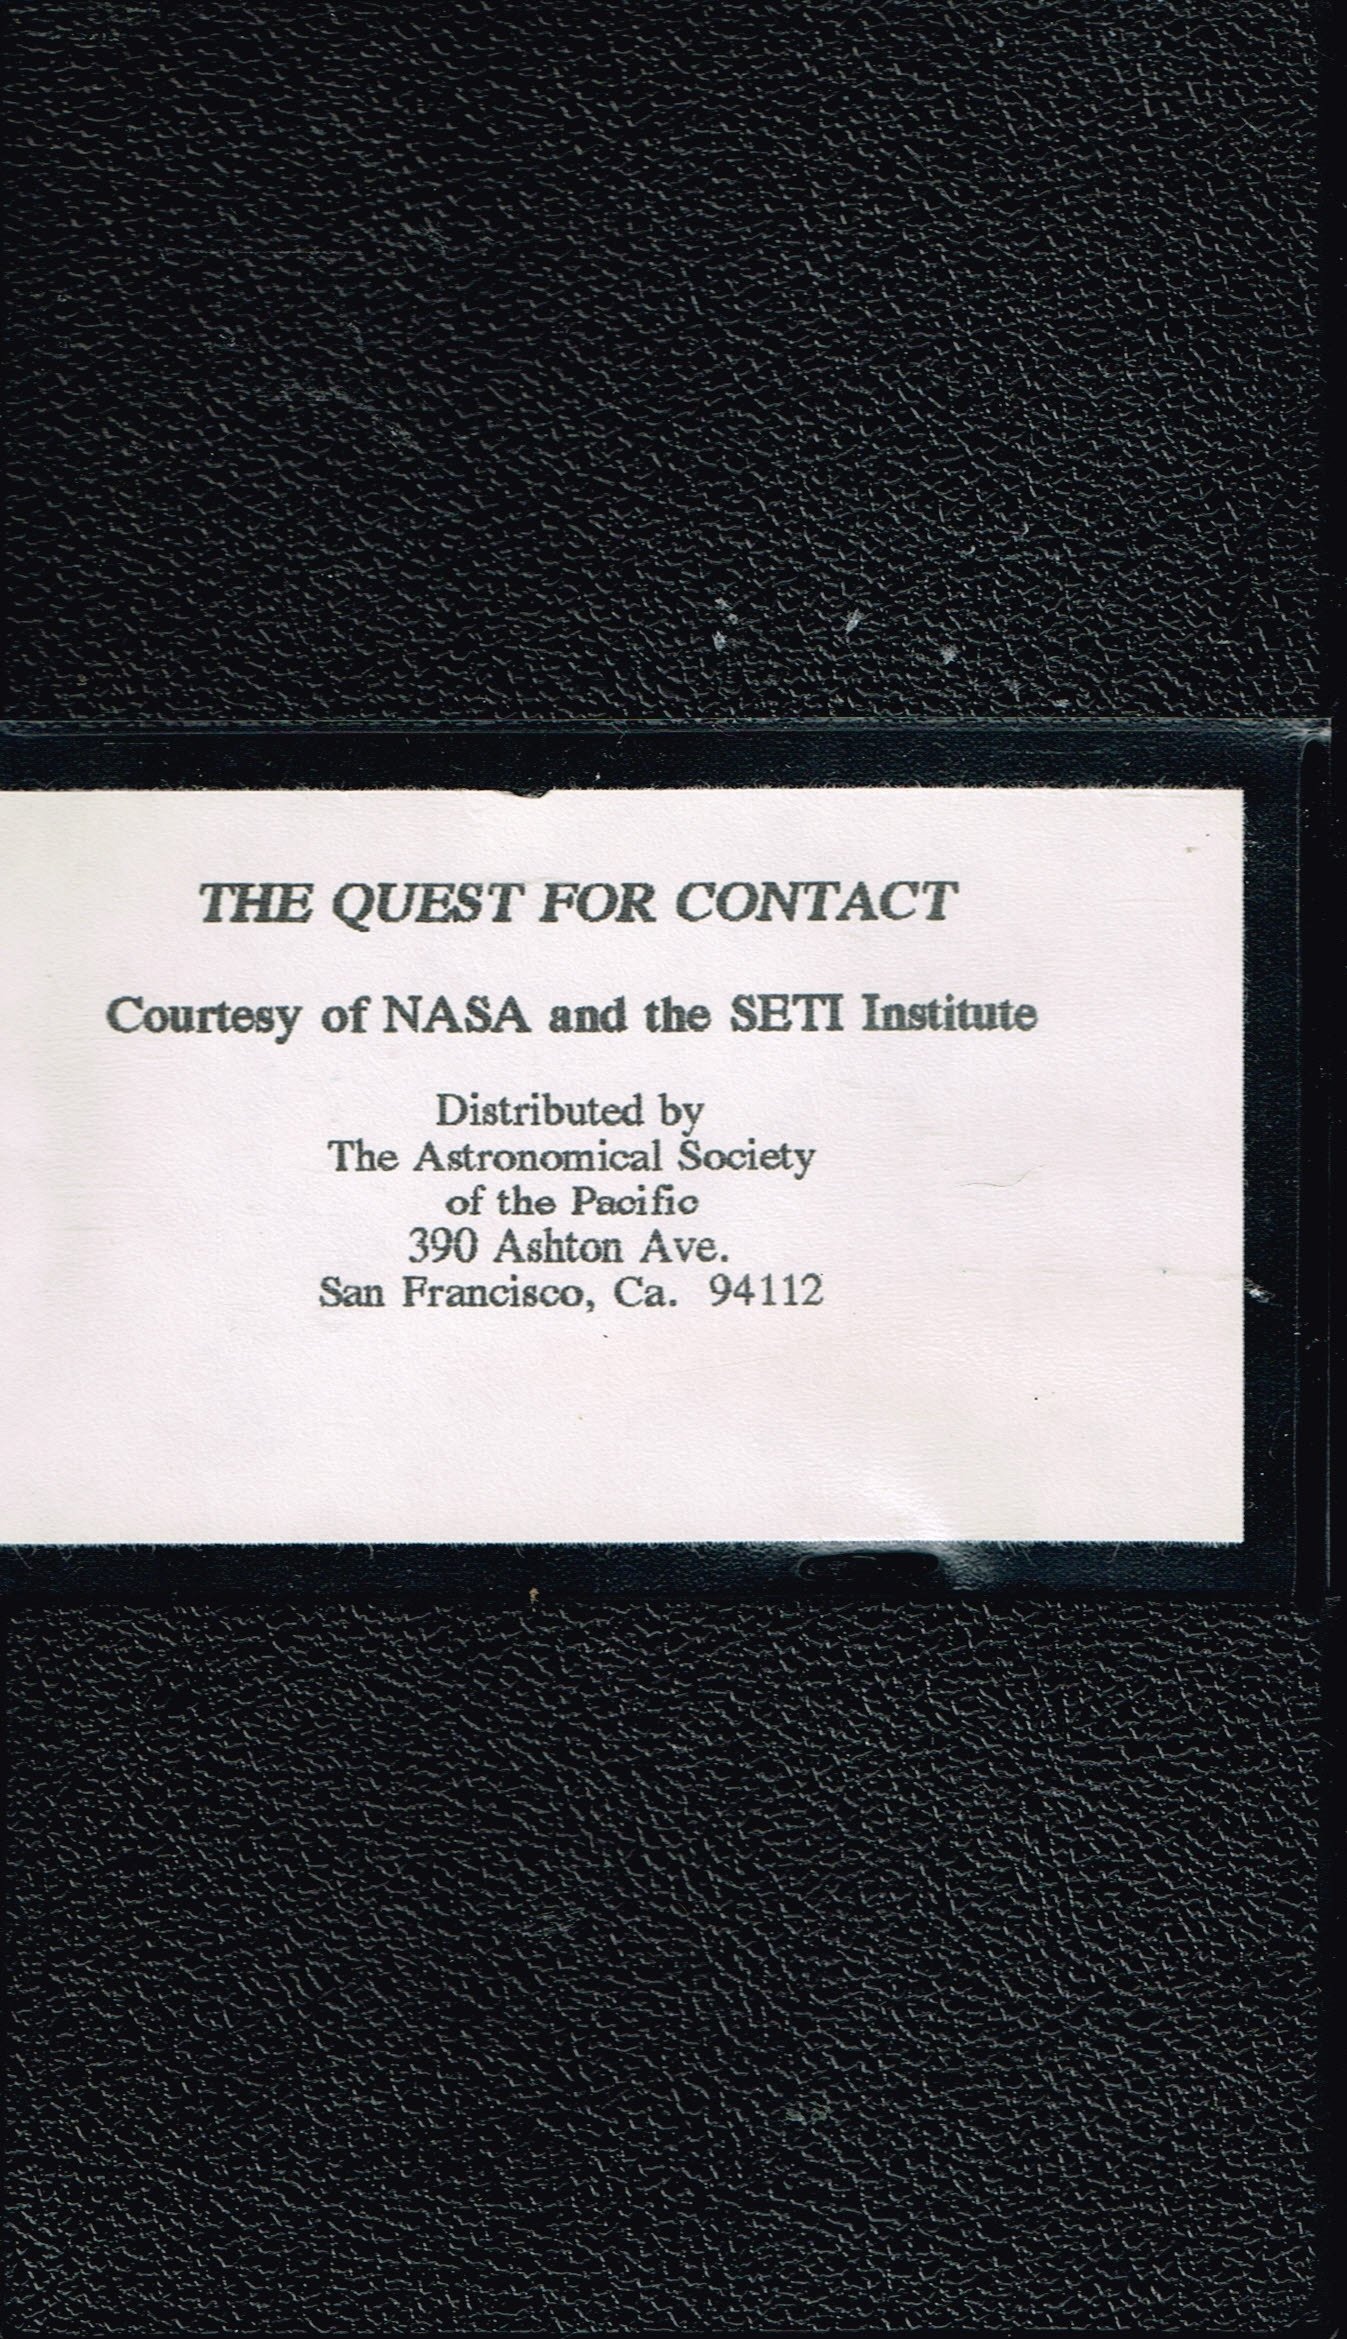 THE QUEST FOR CONTACT
Courtesy of NASA and the SETI Institute
Distributed by
The Astronomical Society
of the Pacific
390 Ashton Ave.
San Francisco, Ca. 94112